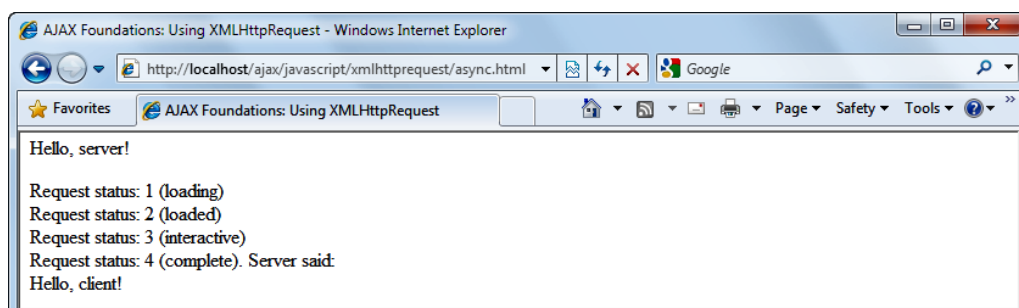 AJAX Foundations: Using XMLHttpRequest - Windows Internet Explorer
http://localhost/ajax/javascript/xmlhttprequest/async.html
Google
Favorites
AJAX Foundations: Using XMLHttpRequest
Page
Safety
Tools
Hello, server!
Request status: 1 (loading)
Request status: 2 (loaded)
Request status: 3 (interactive)
Request status: 4 (complete). Server said:
Hello, client!